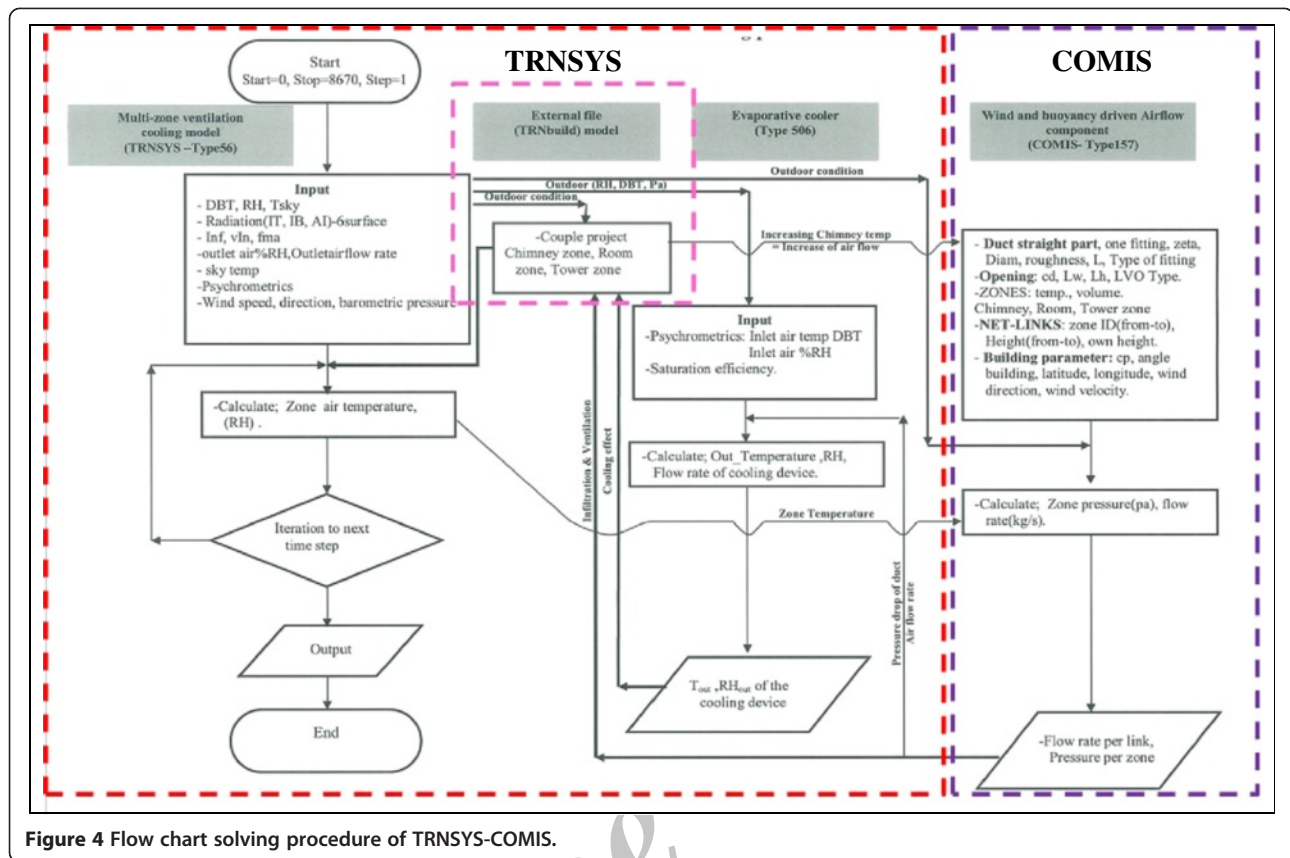 TRNSYS
COMIS
Start
Start=0, Stop=8670, Step=1
Multi-zone ventilation
cooling model
(TRNSYS –Type56)
External file
(TRNbuild) model
Evaporative cooler
(Type 506)
Wind and buoyancy driven Airflow
component
(COMIS- Type157)
Input
- DBT, RH, Tsky
- Radiation(IT, IB, AI)-6surface
- Inf, vIn, fma
-outlet air%RH,Outletairflow rate
- sky temp
-Psychrometrics
-Wind speed, direction, barometric pressure
Outdoor condition
Outdoor (RH, DBT, Pa)
Outdoor condition
-Couple project
Chimney zone, Room
zone, Tower zone
Increasing Chimney temp
= Increase of air flow
- Duct straight part, one fitting, zeta,
Diam, roughness, L, Type of fitting
-Opening: cd, Lw, Lh, LVO Type.
-ZONES: temp., volume.
Chimney, Room, Tower zone
-NET-LINKS: zone ID(from-to),
Height(from-to), own height.
- Building parameter: cp, angle
building, latitude, longitude, wind
direction, wind velocity.
Input
-Psychrometrics: Inlet air temp DBT
Inlet air %RH
-Saturation efficiency.
-Calculate; Zone air temperature,
(RH) .
Infiltration & Ventilation
Cooling effect
-Calculate; Out_Temperature ,RH,
Flow rate of cooling device.
Zone Temperature
-Calculate; Zone pressure(pa), flow
rate(kg/s).
Iteration to next
time step
Pressure drop of duct
Air flow rate
Output
Tout ,RHout of the
cooling device
End
-Flow rate per link,
Pressure per zone
Figure 4 Flow chart solving procedure of TRNSYS-COMIS.